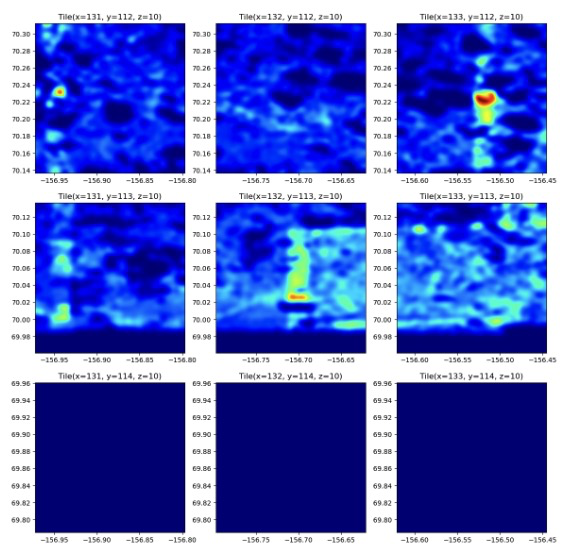 Tile(x=131, y=112, z=10) Tile(x=132, y=112, z=10) Tile(x=133, y=112, z=10)
70.30 70.30 70.30
70.28 70.28 70.28
70.26 70.26 70.26
70.24 70.24 70.24
70.22 70.22 70.22
70.20 70.20 70.20
70.18 70.18 70.18
70.16 70.16 70.16
70.14 70.14 70.14
−156.95 −156.90 −156.85 −156.80 −156.75 −156.70 −156.65 −156.60 −156.55 −156.50 −156.45
Tile(x=131, y=113, z=10) Tile(x=132, y=113, z=10) Tile(x=133, y=113, z=10)
70.12 70.12 70.12
70.10 70.10 70.10
70.08 70.08 70.08
70.06 70.06 70.06
70.04 70.04 70.04
70.02 70.02 70.02
70.00 70.00 70.00
69.98 69.98 69.98
−156.95 −156.90 −156.85 −156.80 −156.75 −156.70 −156.65 −156.60 −156.55 −156.50 −156.45
Tile(x=131, y=114, z=10) Tile(x=132, y=114, z=10) Tile(x=133, y=114, z=10)
69.96 69.96 69.96
69.94 69.94 69.94
69.92 69.92 69.92
69.90 69.90 69.90
69.88 69.88 69.88
69.86 69.86 69.86
69.84 69.84 69.84
69.82 69.82 69.82
69.80 69.80 69.80
−156.95 −156.90 −156.85 −156.80 −156.75 −156.70 −156.65 −156.60 −156.55 −156.50 −156.45